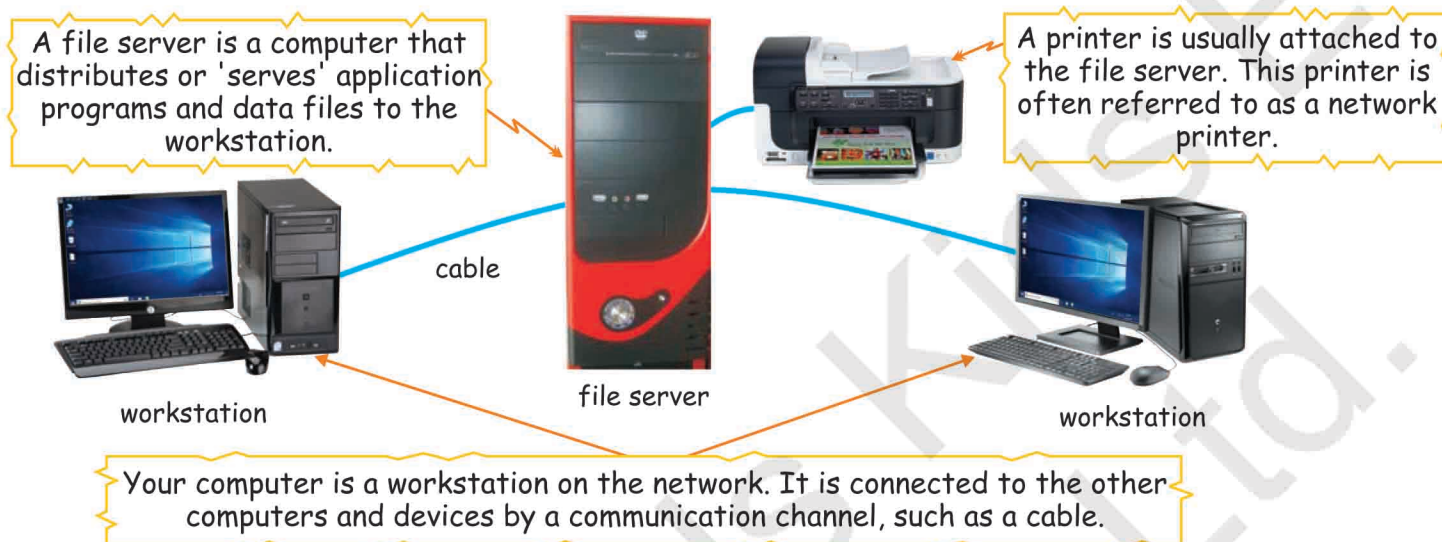 A file server is a computer that
distributes or 'serves' application
programs and data files to the
workstation.
A printer is usually attached to
the file server. This printer is
often referred to as a network
printer.
cable
workstation
file server
workstation
Your computer is a workstation on the network. It is connected to the other
computers and devices by a communication channel, such as a cable.